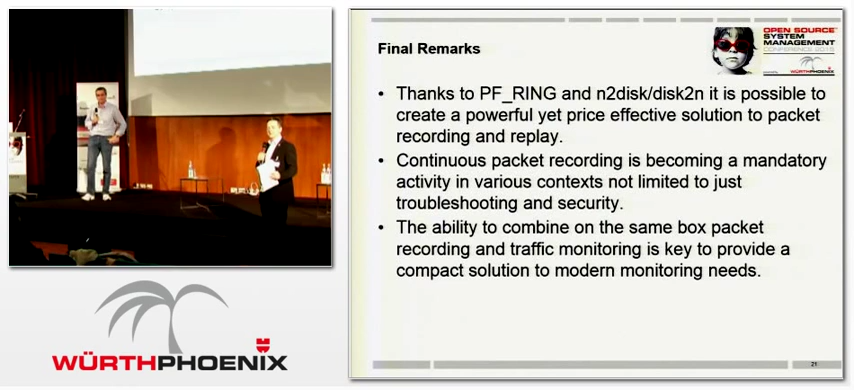 Final Remarks
OPEN SOURCE
SYSTEM
MANAGEMENT
CONFERENCE 2015
WÜRTHPHOENIX
• Thanks to PF_RING and n2disk/disk2n it is possible to
create a powerful yet price effective solution to packet
recording and replay.
• Continuous packet recording is becoming a mandatory
activity in various contexts not limited to just
troubleshooting and security.
• The ability to combine on the same box packet
recording and traffic monitoring is key to provide a
compact solution to modern monitoring needs.
21
WÜRTHPHOENIX